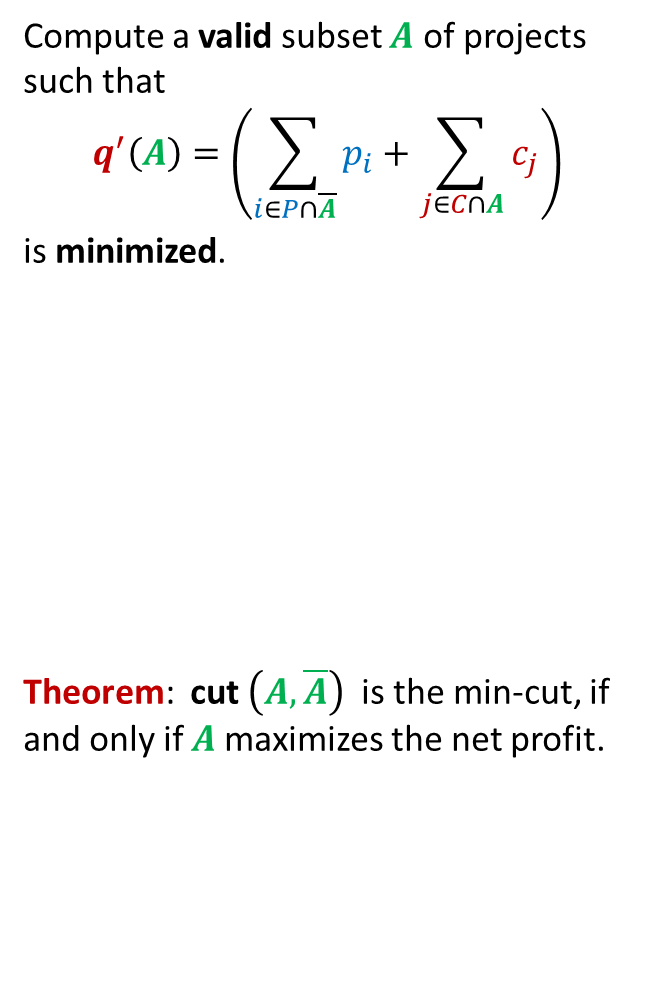 Compute a valid subset A of projects
such that
q′(A) = (∑_{i∈P∩A̅} p_i + ∑_{j∈C∩A} c_j)
is minimized.
Theorem: cut (A, A̅) is the min-cut, if
and only if A maximizes the net profit.